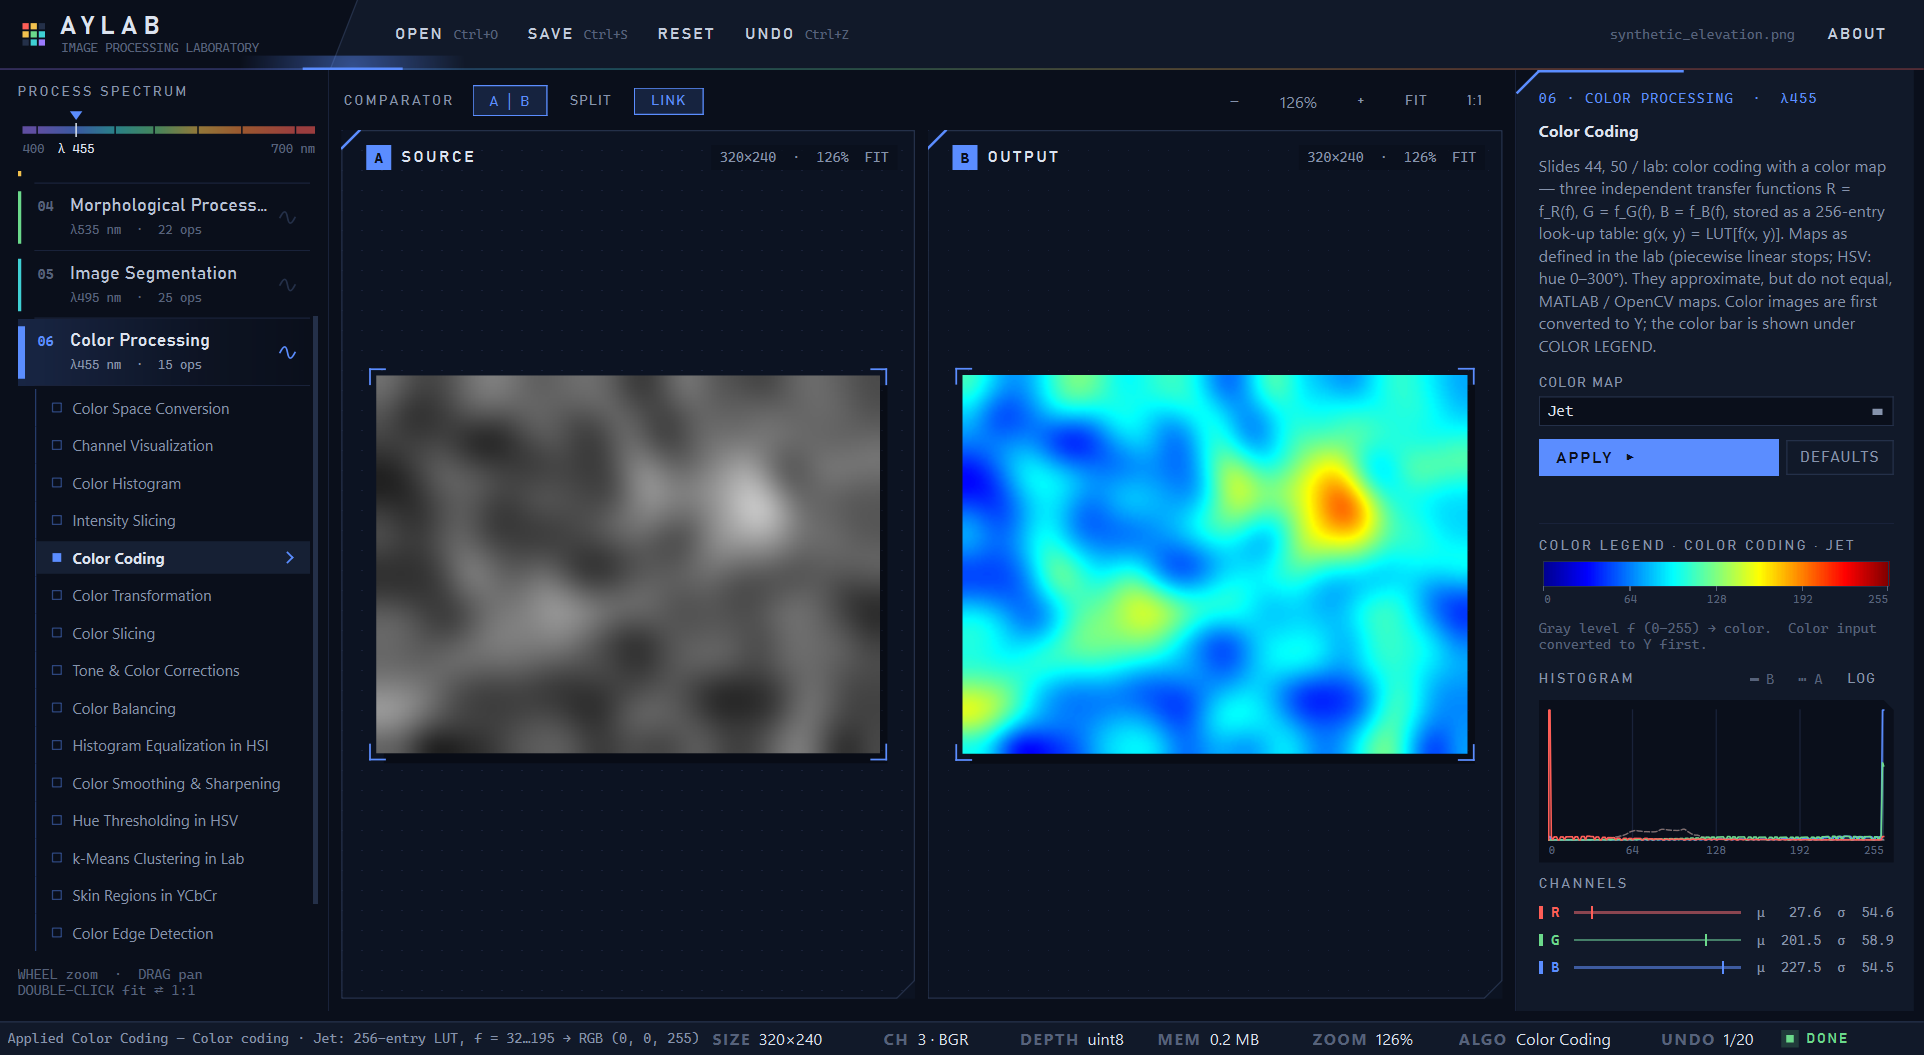 AYLAB
IMAGE PROCESSING LABORATORY
OPEN Ctrl+O SAVE Ctrl+S RESET UNDO Ctrl+Z
synthetic_elevation.png ABOUT
PROCESS SPECTRUM
400 λ 455 700 nm
04 Morphological Process…
λ535 nm · 22 ops
05 Image Segmentation
λ495 nm · 25 ops
06 Color Processing
λ455 nm · 15 ops
Color Space Conversion
Channel Visualization
Color Histogram
Intensity Slicing
Color Coding
Color Transformation
Color Slicing
Tone & Color Corrections
Color Balancing
Histogram Equalization in HSI
Color Smoothing & Sharpening
Hue Thresholding in HSV
k-Means Clustering in Lab
Skin Regions in YCbCr
Color Edge Detection
WHEEL zoom · DRAG pan
DOUBLE-CLICK fit ⇄ 1:1
COMPARATOR A | B SPLIT LINK
– 126% + FIT 1:1
A SOURCE 320×240 · 126% FIT
B OUTPUT 320×240 · 126% FIT
06 · COLOR PROCESSING · λ455
Color Coding
Slides 44, 50 / lab: color coding with a color map
— three independent transfer functions R =
f_R(f), G = f_G(f), B = f_B(f), stored as a 256-entry
look-up table: g(x, y) = LUT[f(x, y)]. Maps as
defined in the lab (piecewise linear stops; HSV:
hue 0–300°). They approximate, but do not equal,
MATLAB / OpenCV maps. Color images are first
converted to Y; the color bar is shown under
COLOR LEGEND.
COLOR MAP
Jet
APPLY ▸ DEFAULTS
COLOR LEGEND · COLOR CODING · JET
0 64 128 192 255
Gray level f (0–255) → color. Color input
converted to Y first.
HISTOGRAM B A LOG
0 64 128 192 255
CHANNELS
R μ 27.6 σ 54.6
G μ 201.5 σ 58.9
B μ 227.5 σ 54.5
Applied Color Coding — Color coding · Jet: 256-entry LUT, f = 32…195 → RGB (0, 0, 255) SIZE 320×240 CH 3 · BGR DEPTH uint8 MEM 0.2 MB ZOOM 126% ALGO Color Coding UNDO 1/20 DONE